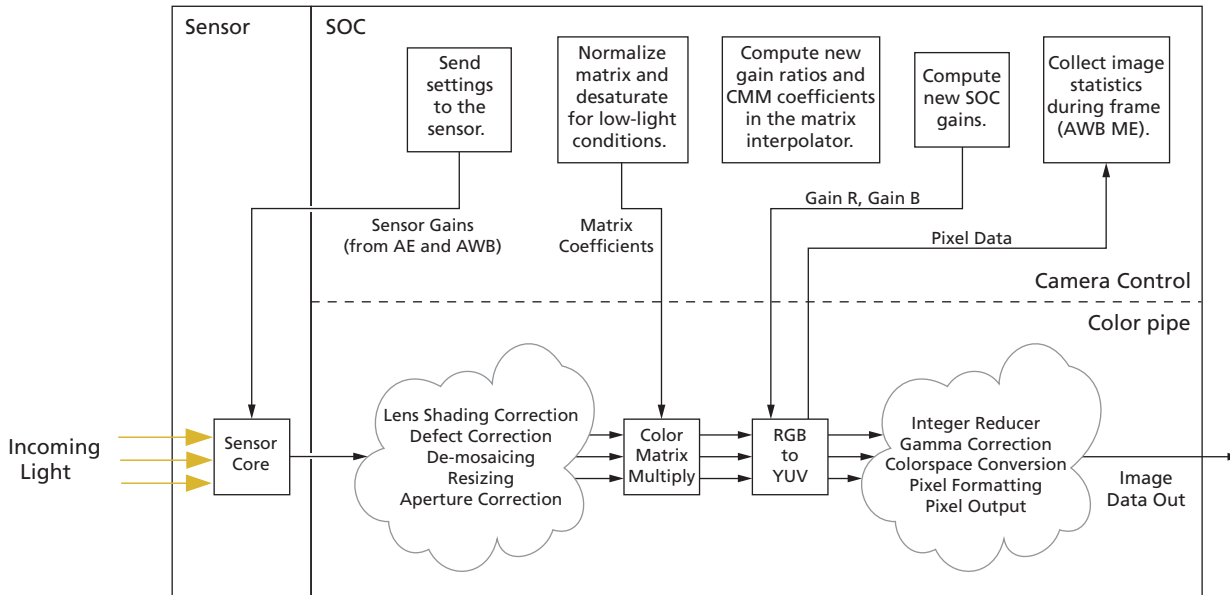 Sensor
SOC
Send
settings
to the
sensor.
Normalize
matrix and
desaturate
for low-light
conditions.
Compute new
gain ratios and
CMM coefficients
in the matrix
interpolator.
Compute
new SOC
gains.
Collect image
statistics
during frame
(AWB ME).
Sensor Gains
(from AE and AWB)
Matrix
Coefficients
Gain R, Gain B
Pixel Data
Camera Control
Color pipe
Incoming
Light
Sensor
Core
Lens Shading Correction
Defect Correction
De-mosaicing
Resizing
Aperture Correction
Color
Matrix
Multiply
RGB
to
YUV
Integer Reducer
Gamma Correction
Colorspace Conversion
Pixel Formatting
Pixel Output
Image
Data Out